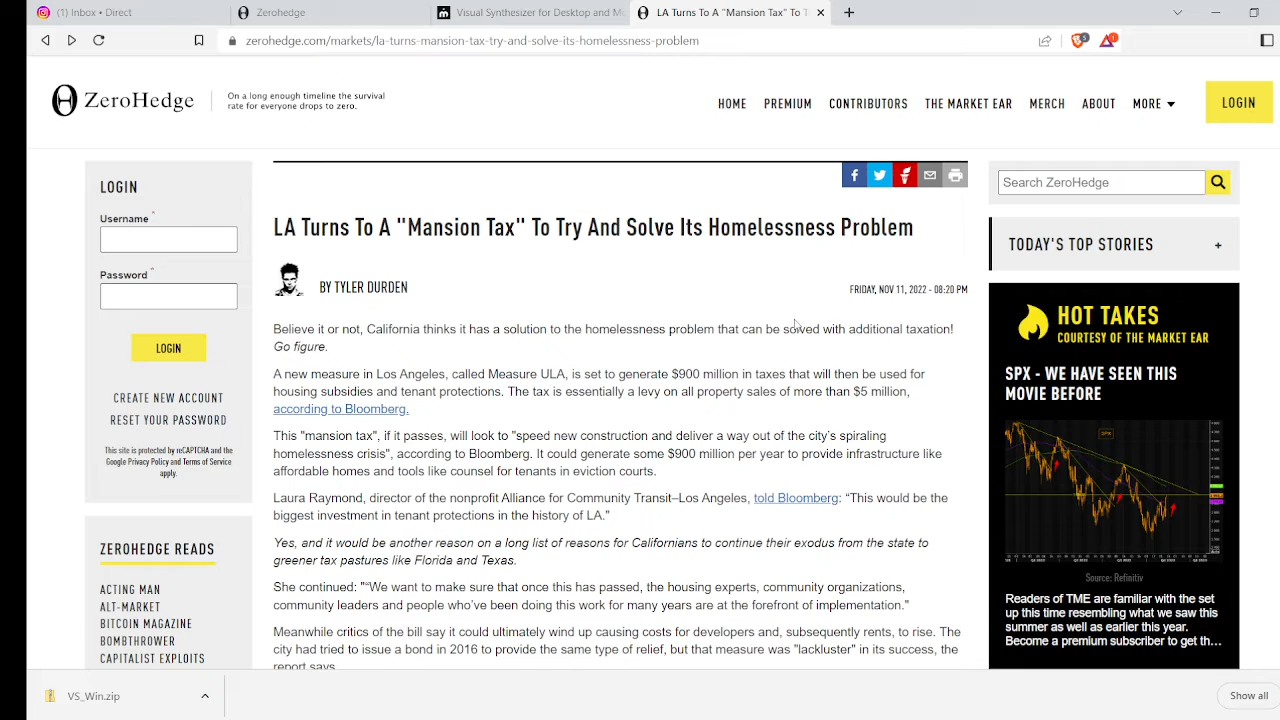 (1) Inbox • Direct
Zerohedge
Visual Synthesizer for Desktop and Mo
LA Turns To A "Mansion Tax" To T
zerohedge.com/markets/la-turns-mansion-tax-try-and-solve-its-homelessness-problem
5
1
ZeroHedge
On a long enough timeline the survival
rate for everyone drops to zero.
HOME
PREMIUM
CONTRIBUTORS
THE MARKET EAR
MERCH
ABOUT
MORE
LOGIN
LOGIN
Username *
Password *
LOGIN
CREATE NEW ACCOUNT
RESET YOUR PASSWORD
This site is protected by reCAPTCHA and the
Google Privacy Policy and Terms of Service
apply.
ZEROHEDGE READS
ACTING MAN
ALT-MARKET
BITCOIN MAGAZINE
BOMBTHROWER
CAPITALIST EXPLOITS
LA Turns To A "Mansion Tax" To Try And Solve Its Homelessness Problem
BY TYLER DURDEN
FRIDAY, NOV 11, 2022 - 08:20 PM
Believe it or not, California thinks it has a solution to the homelessness problem that can be solved with additional taxation!
Go figure.
A new measure in Los Angeles, called Measure ULA, is set to generate $900 million in taxes that will then be used for
housing subsidies and tenant protections. The tax is essentially a levy on all property sales of more than $5 million,
according to Bloomberg.
This "mansion tax", if it passes, will look to "speed new construction and deliver a way out of the city's spiraling
homelessness crisis", according to Bloomberg. It could generate some $900 million per year to provide infrastructure like
affordable homes and tools like counsel for tenants in eviction courts.
Laura Raymond, director of the nonprofit Alliance for Community Transit–Los Angeles, told Bloomberg: “This would be the
biggest investment in tenant protections in the history of LA."
Yes, and it would be another reason on a long list of reasons for Californians to continue their exodus from the state to
greener tax pastures like Florida and Texas.
She continued: "“We want to make sure that once this has passed, the housing experts, community organizations,
community leaders and people who’ve been doing this work for many years are at the forefront of implementation.”
Meanwhile critics of the bill say it could ultimately wind up causing costs for developers and, subsequently rents, to rise. The
city had tried to issue a bond in 2016 to provide the same type of relief, but that measure was "lackluster" in its success, the
report says.
Search ZeroHedge
TODAY'S TOP STORIES
+
HOT TAKES
COURTESY OF THE MARKET EAR
SPX - WE HAVE SEEN THIS
MOVIE BEFORE
SPX
Source: Refinitiv
Readers of TME are familiar with the set
up this time resembling what we saw this
summer as well as earlier this year.
Become a premium subscriber to get th...
VS_Win.zip
Show all